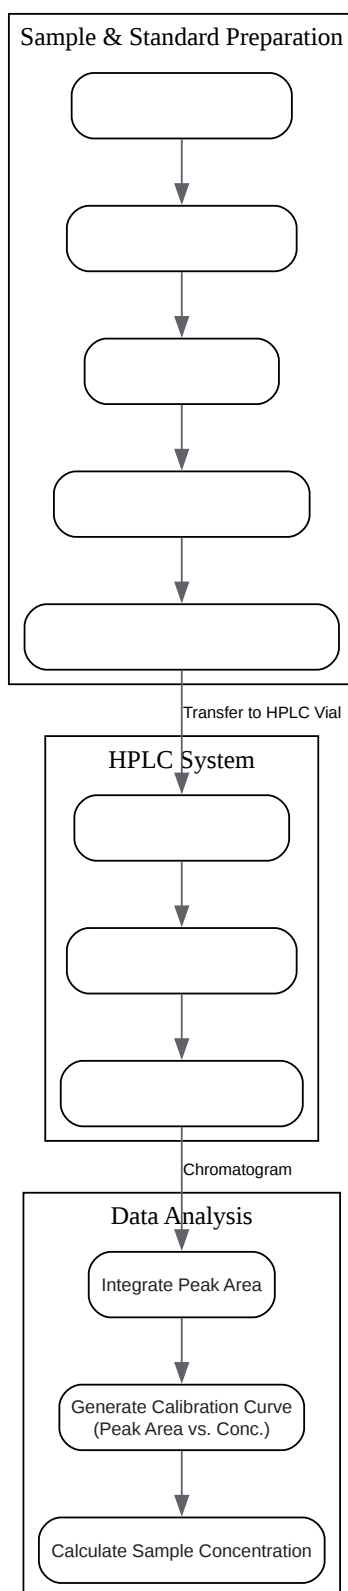 Sample & Standard Preparation
Transfer to HPLC Vial
HPLC System
Chromatogram
Data Analysis
Integrate Peak Area
Generate Calibration Curve
(Peak Area vs. Conc.)
Calculate Sample Concentration